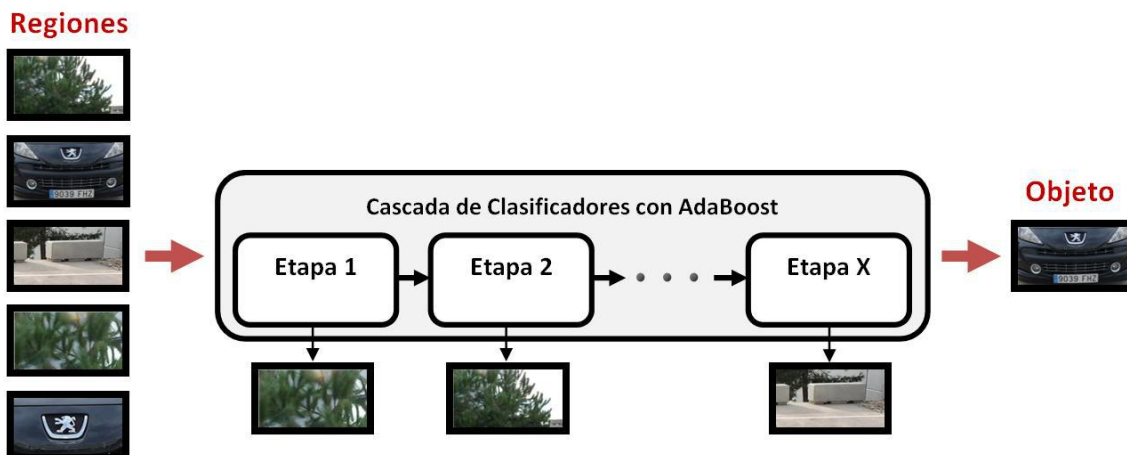 Regiones
9039 FHZ
Cascada de Clasificadores con AdaBoost
Etapa 1
Etapa 2
Etapa X
Objeto
9039 FHZ